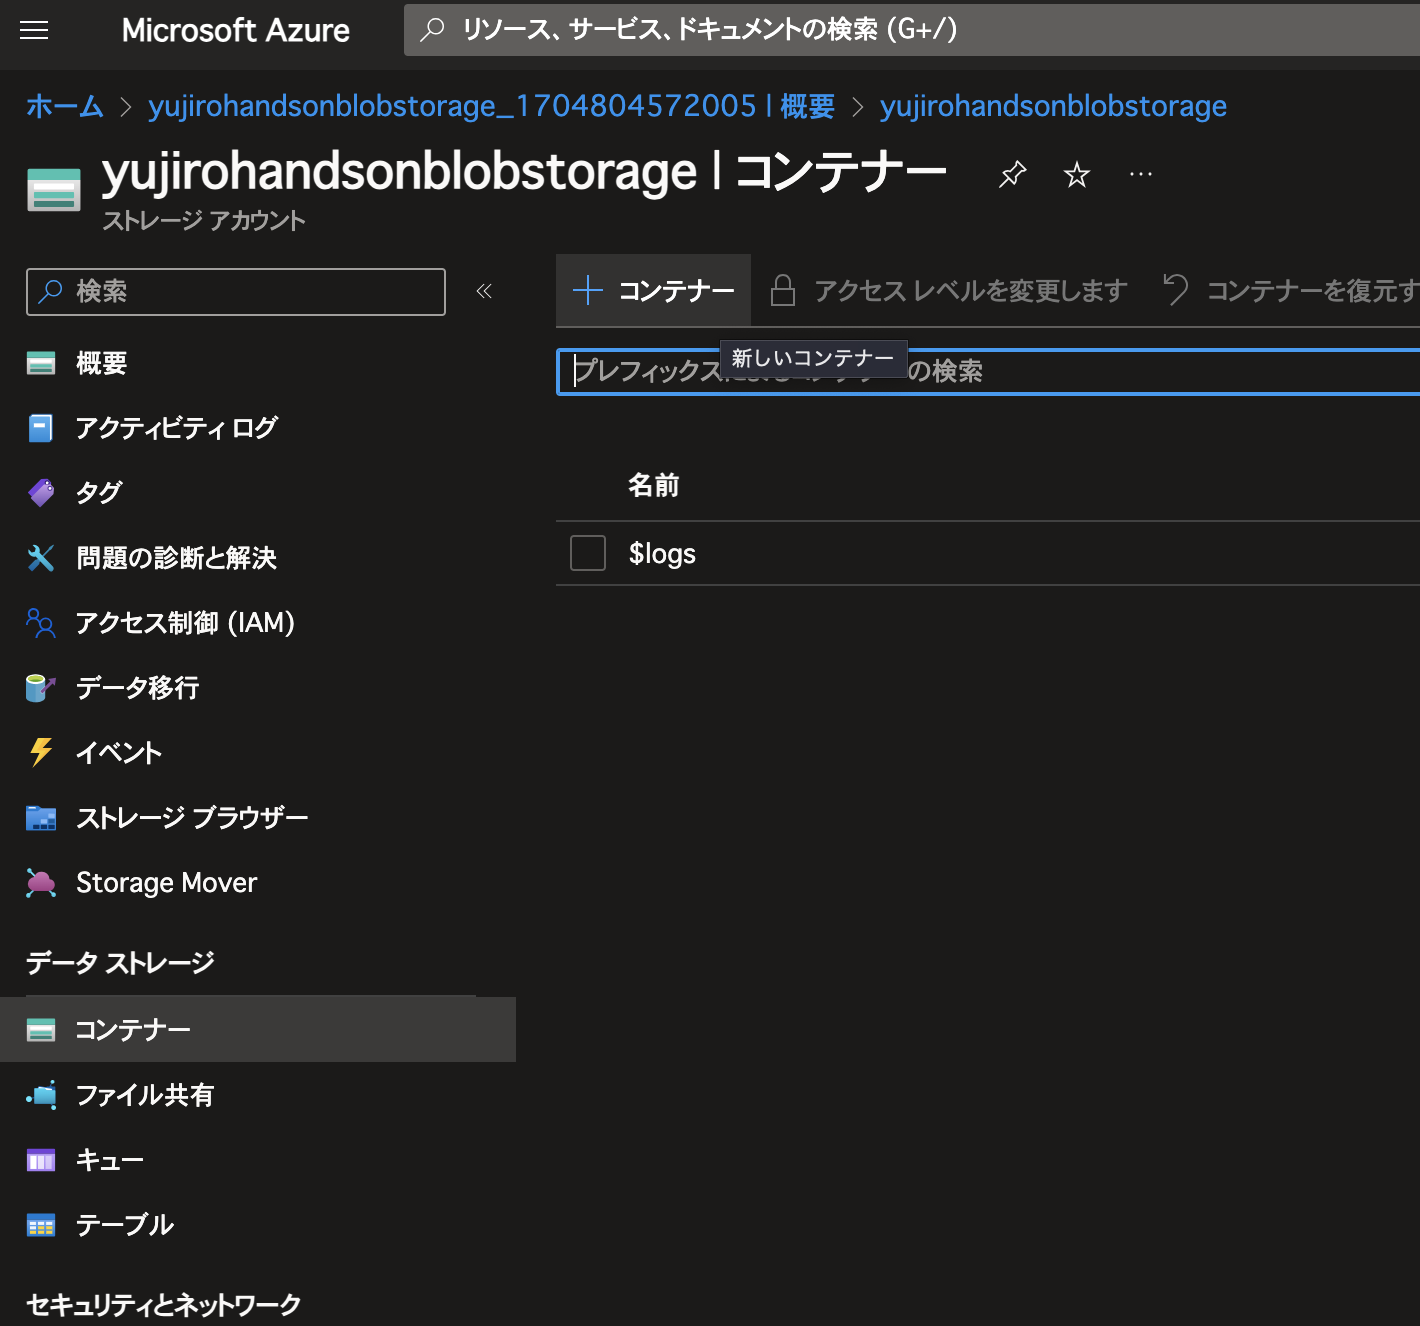 Microsoft Azure
リソース、サービス、ドキュメントの検索 (G+/)
ホーム > yujirohandsonblobstorage_1704804572005 | 概要 > yujirohandsonblobstorage
yujirohandsonblobstorage | コンテナー
ストレージ アカウント
検索
コンテナー
アクセス レベルを変更します
コンテナーを復元す
新しいコンテナー
プレフィックス
の検索
概要
アクティビティ ログ
タグ
問題の診断と解決
アクセス制御 (IAM)
データ移行
イベント
ストレージ ブラウザー
Storage Mover
データ ストレージ
コンテナー
ファイル共有
キュー
テーブル
セキュリティとネットワーク
名前
$logs